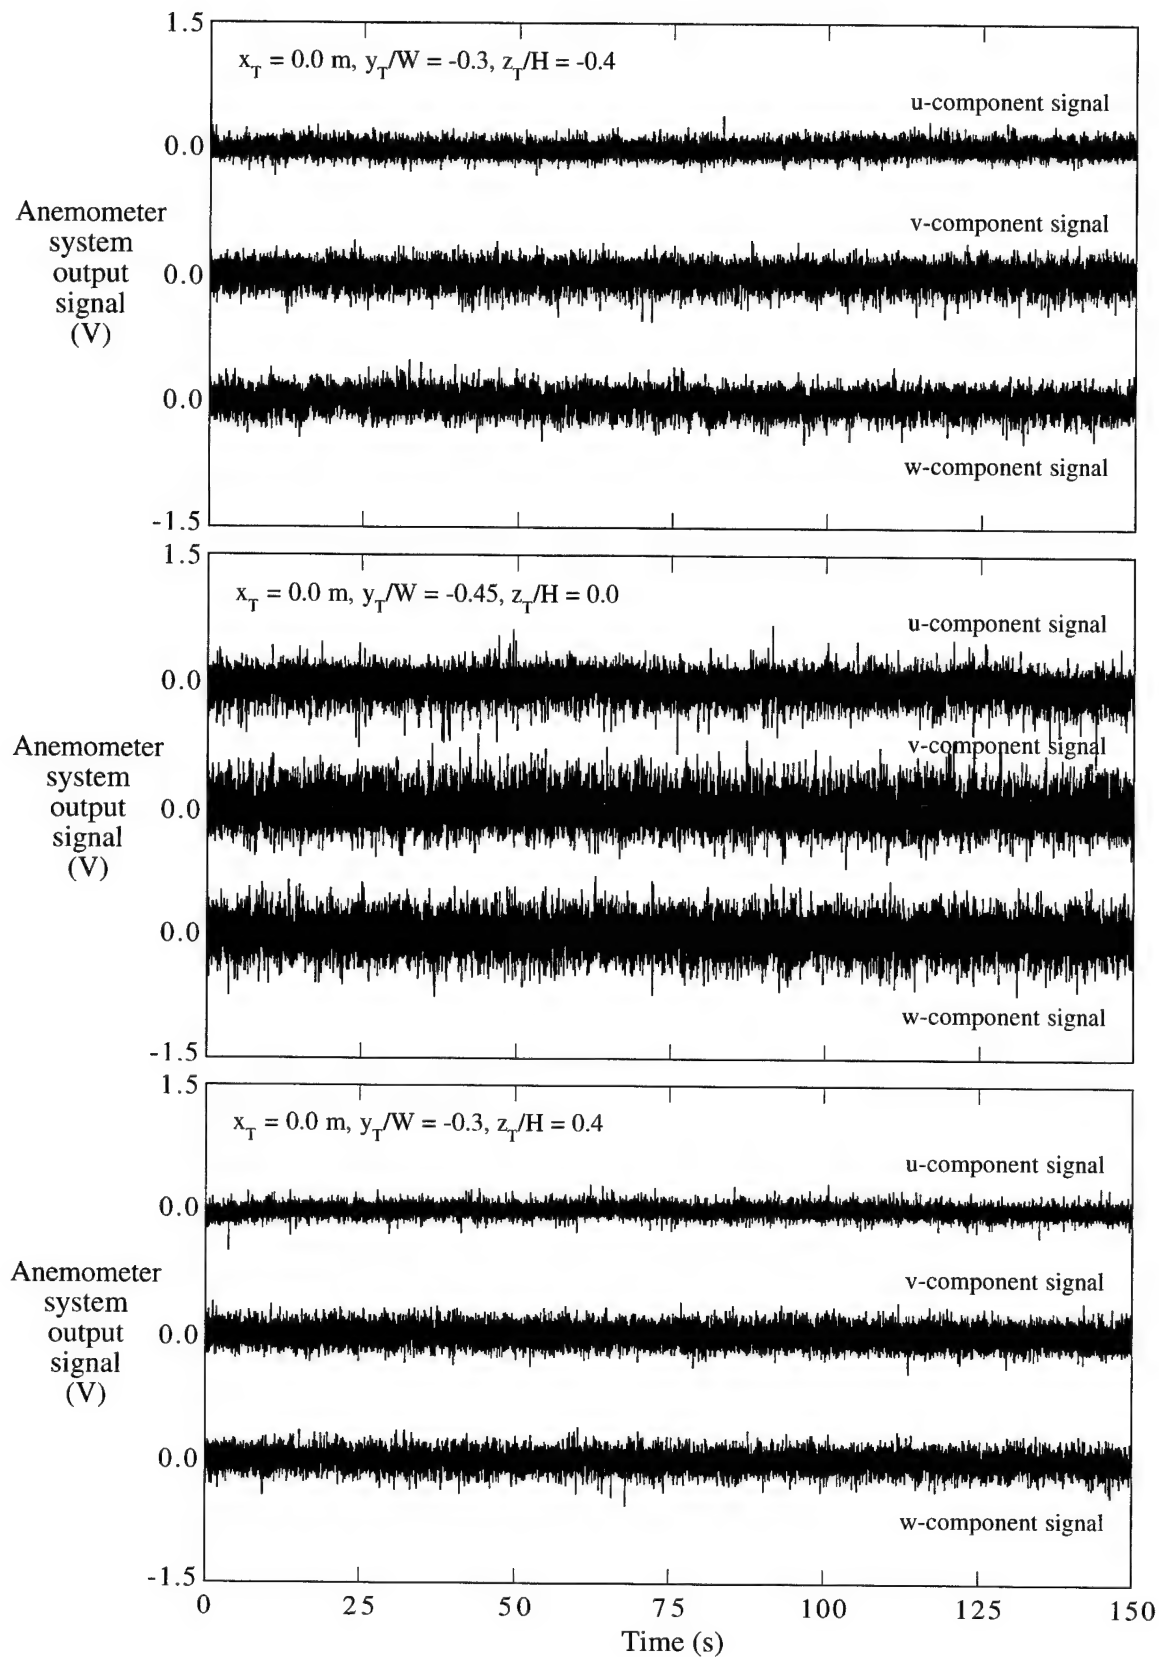 1.5
x_T = 0.0 m, y_T/W = -0.3, z_T/H = -0.4
u-component signal
0.0
Anemometer
system
output
signal
(V)
v-component signal
0.0
0.0
w-component signal
-1.5
1.5
x_T = 0.0 m, y_T/W = -0.45, z_T/H = 0.0
u-component signal
0.0
Anemometer
system
output
signal
(V)
v-component signal
0.0
0.0
w-component signal
-1.5
1.5
x_T = 0.0 m, y_T/W = -0.3, z_T/H = 0.4
u-component signal
0.0
Anemometer
system
output
signal
(V)
v-component signal
0.0
0.0
w-component signal
-1.5
0 25 50 75 100 125 150
Time (s)